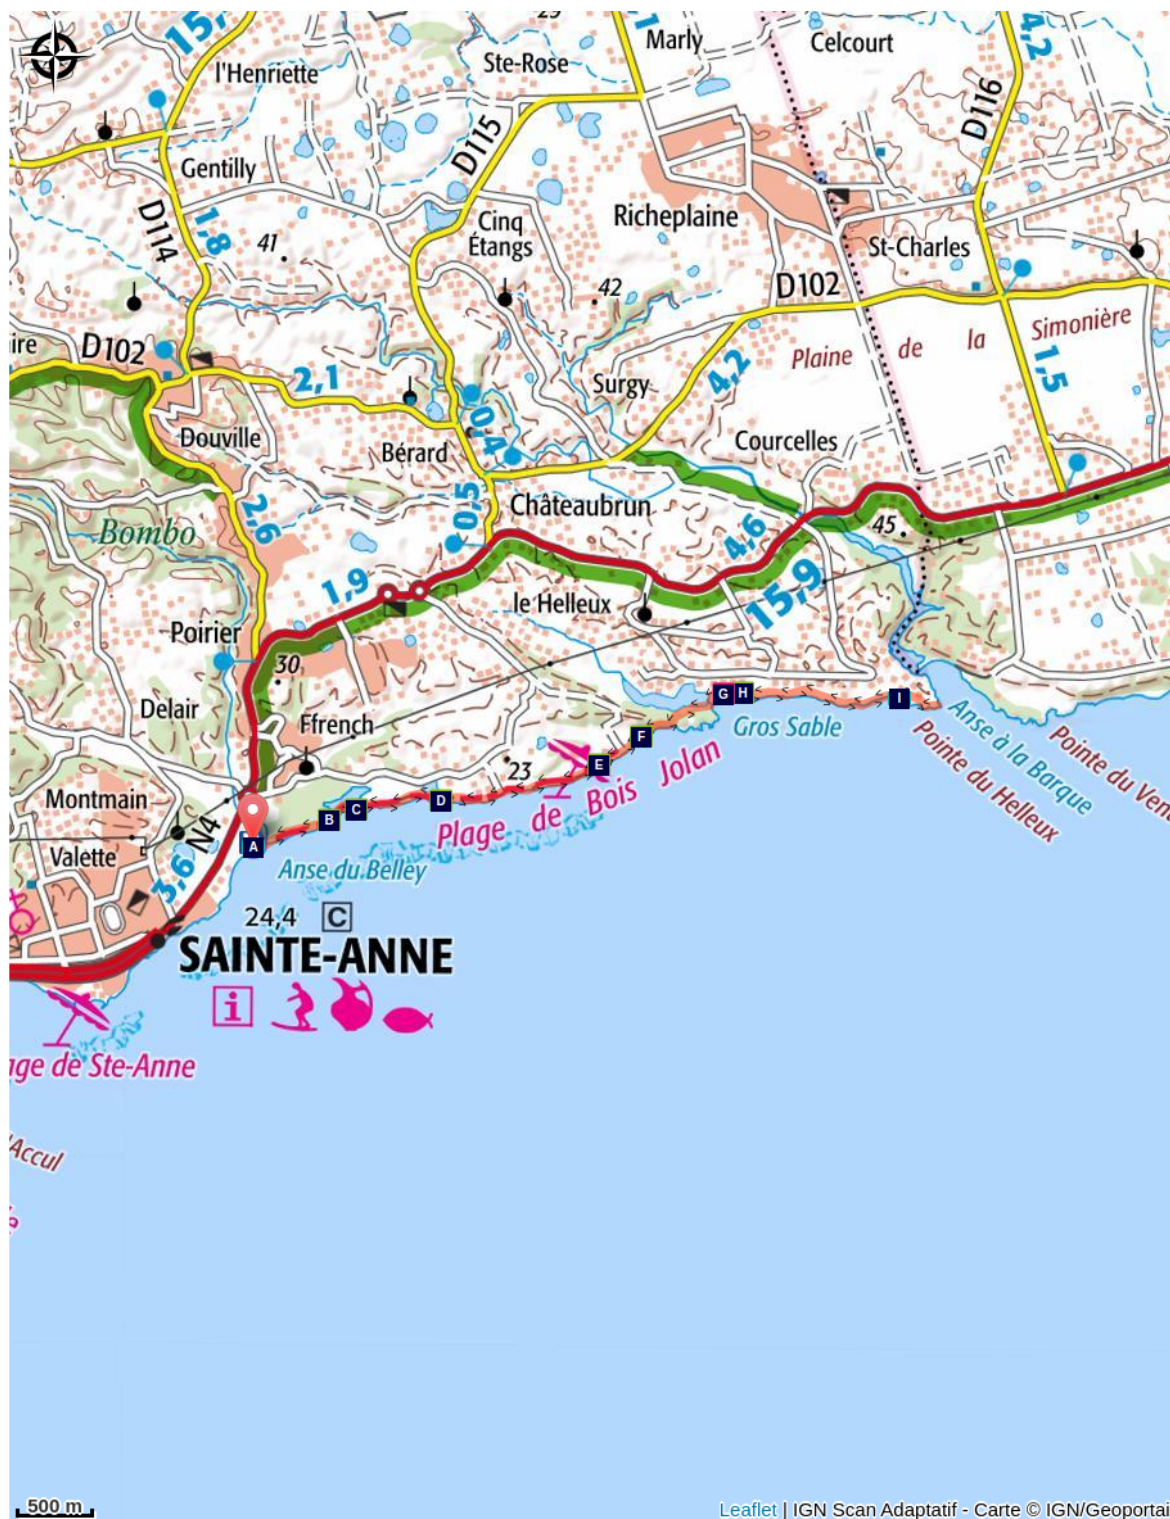 29
15,
Marly
4,2
Celcourt
Ste-Rose
l'Henriette
D116
D115
Gentilly
1,8
D114
41
Cinq
Étangs
Richeplaine
St-Charles
42
D102
Simonière
la
de
Plaine
1,5
ire
D102
2,1
Surgy
4,2
0,4
Douville
Bérard
Courcelles
Châteaubrun
0,5
2,6
Bombo
45
4,6
1,9
15,9
le Helleux
Poirier
30
Delair
Ffrench
G
H
I
Gros Sable
F
Anse à la Barque
Pointe du Helleux
Pointe du Ven
E
23
Plage de Bois Jolan
D
C
B
A
Montmain
N4
Valette
3,6
Anse du Belley
24,4
C
SAINTE-ANNE
i
age de Ste-Anne
l'Accul
500 m
Leaflet | IGN Scan Adaptatif - Carte © IGN/Geoportai